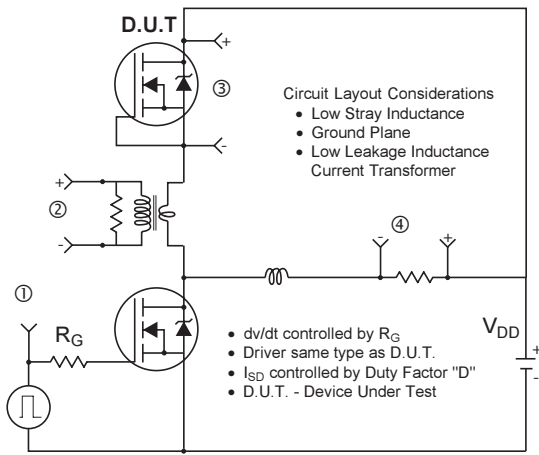 D.U.T
+
③
-
Circuit Layout Considerations
• Low Stray Inductance
• Ground Plane
• Low Leakage Inductance
Current Transformer
+
②
-
-
④
+
①
R_G
• dv/dt controlled by R_G
• Driver same type as D.U.T.
• I_SD controlled by Duty Factor "D"
• D.U.T. - Device Under Test
V_DD
+
-